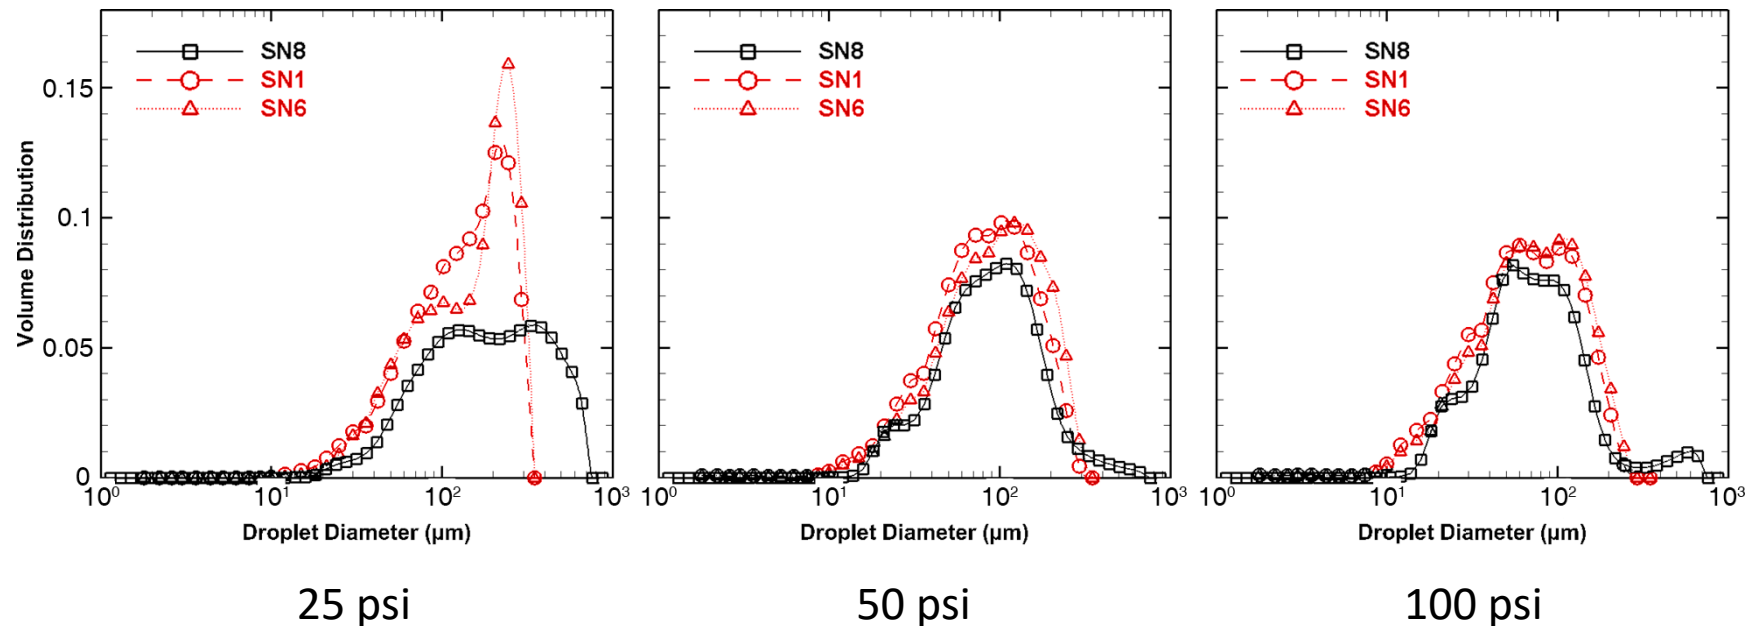 SN8
SN1
SN6
SN8
SN1
SN6
SN8
SN1
SN6
0.15
0.1
0.05
0
Volume Distribution
10⁰ 10¹ 10² 10³
10⁰ 10¹ 10² 10³
10⁰ 10¹ 10² 10³
Droplet Diameter (µm)
Droplet Diameter (µm)
Droplet Diameter (µm)
25 psi
50 psi
100 psi